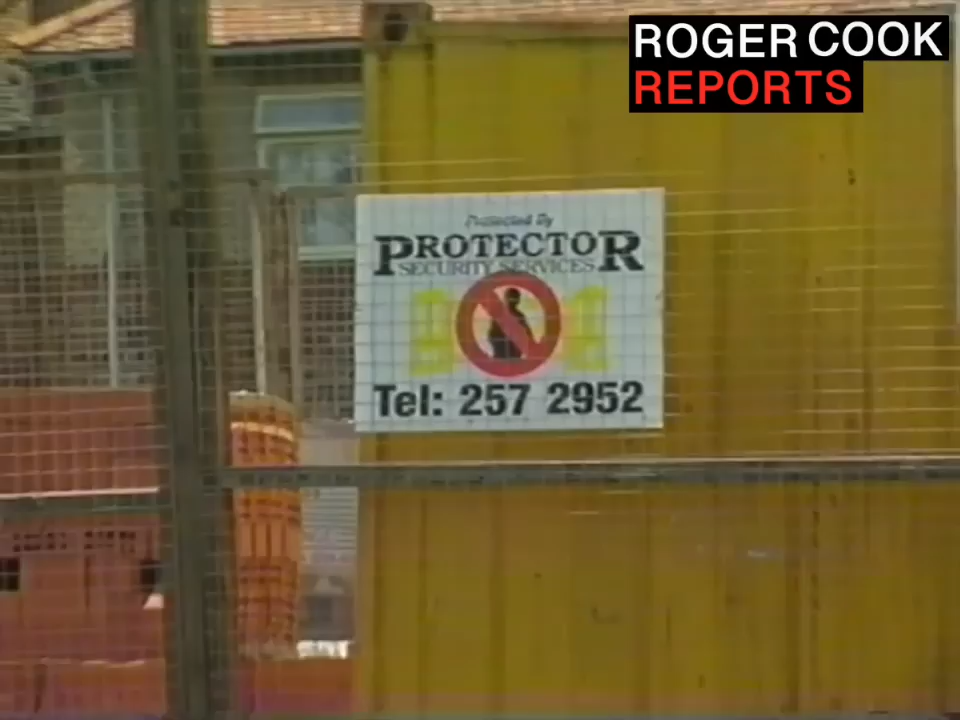 ROGER COOK
REPORTS
Protected By
PROTECTOR
SECURITY SERVICES
Tel: 257 2952